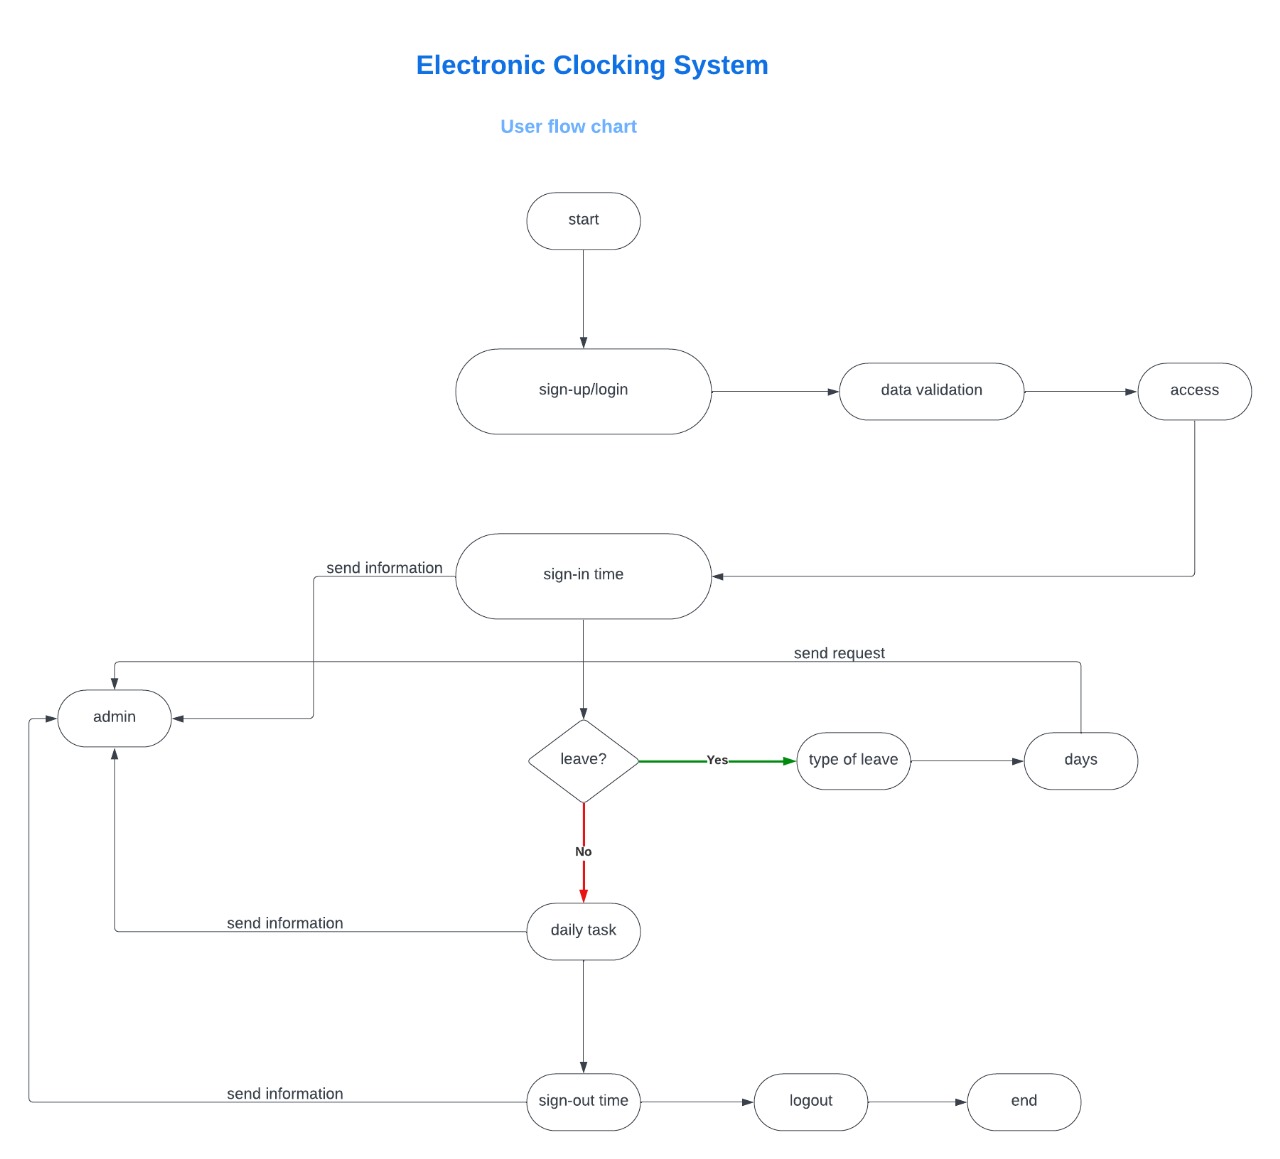 Electronic Clocking System
User flow chart
start
sign-up/login
data validation
access
send information
sign-in time
send request
admin
leave?
Yes
type of leave
days
No
send information
daily task
send information
sign-out time
logout
end